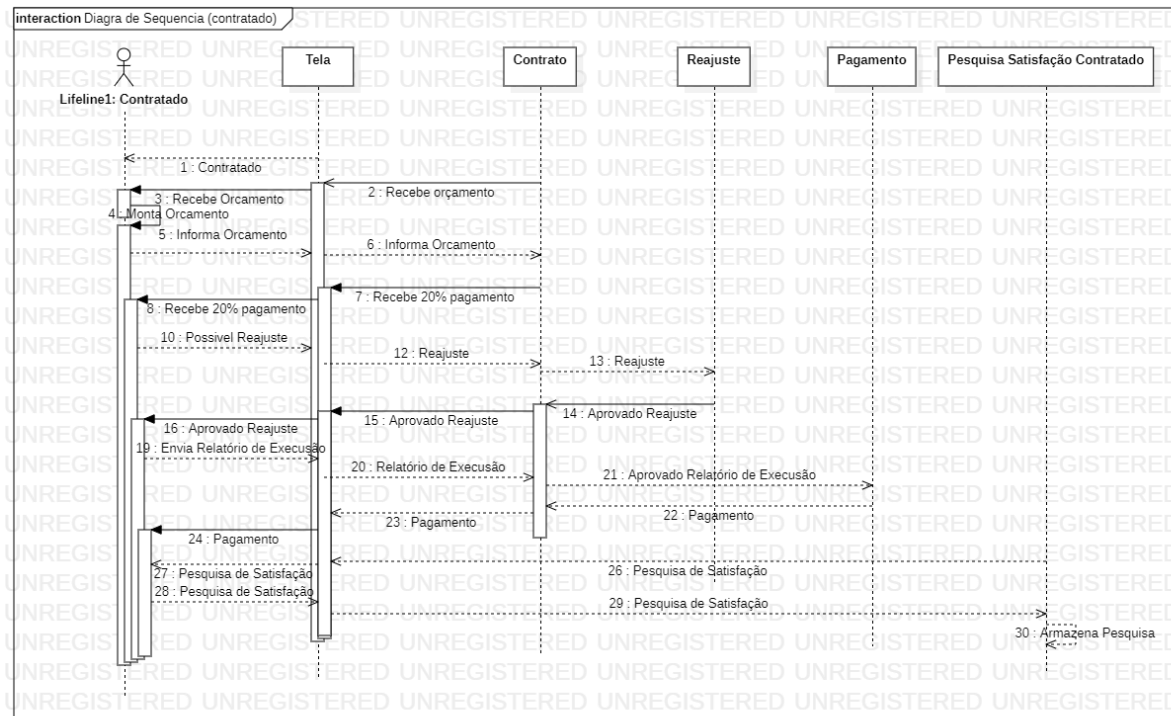 interaction Diagra de Sequencia (contratado)
Tela
Contrato
Reajuste
Pagamento
Pesquisa Satisfação Contratado
Lifeline1: Contratado
1 : Contratado
2 : Recebe orçamento
3 : Recebe Orcamento
4 : Monta Orcamento
5 : Informa Orcamento
6 : Informa Orcamento
7 : Recebe 20% pagamento
8 : Recebe 20% pagamento
10 : Possivel Reajuste
12 : Reajuste
13 : Reajuste
14 : Aprovado Reajuste
15 : Aprovado Reajuste
16 : Aprovado Reajuste
19 : Envia Relatório de Execusão
20 : Relatório de Execusão
21 : Aprovado Relatório de Execusão
22 : Pagamento
23 : Pagamento
24 : Pagamento
26 : Pesquisa de Satisfação
27 : Pesquisa de Satisfação
28 : Pesquisa de Satisfação
29 : Pesquisa de Satisfação
30 : Armazena Pesquisa
UNREGISTERED